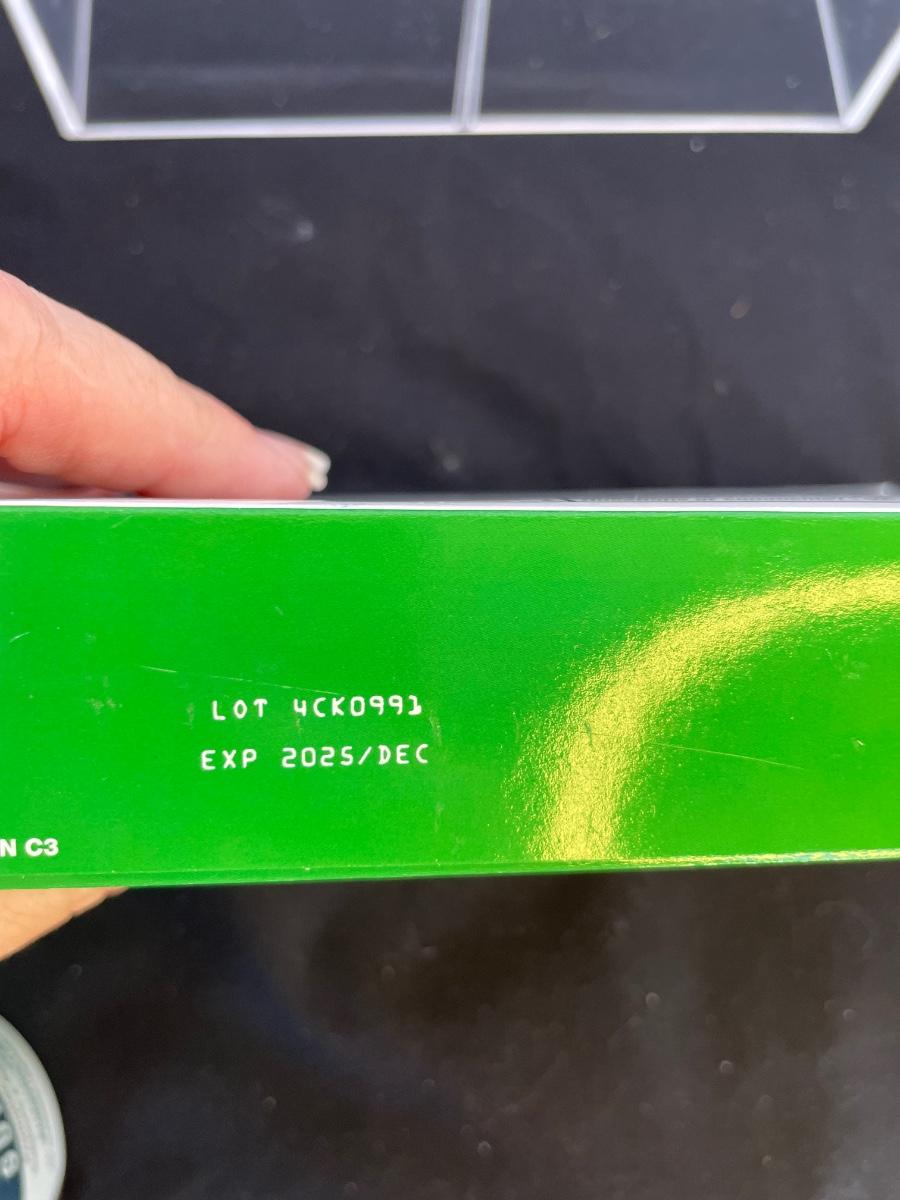 LOT 4CK0991
EXP 2025/DEC
N C3